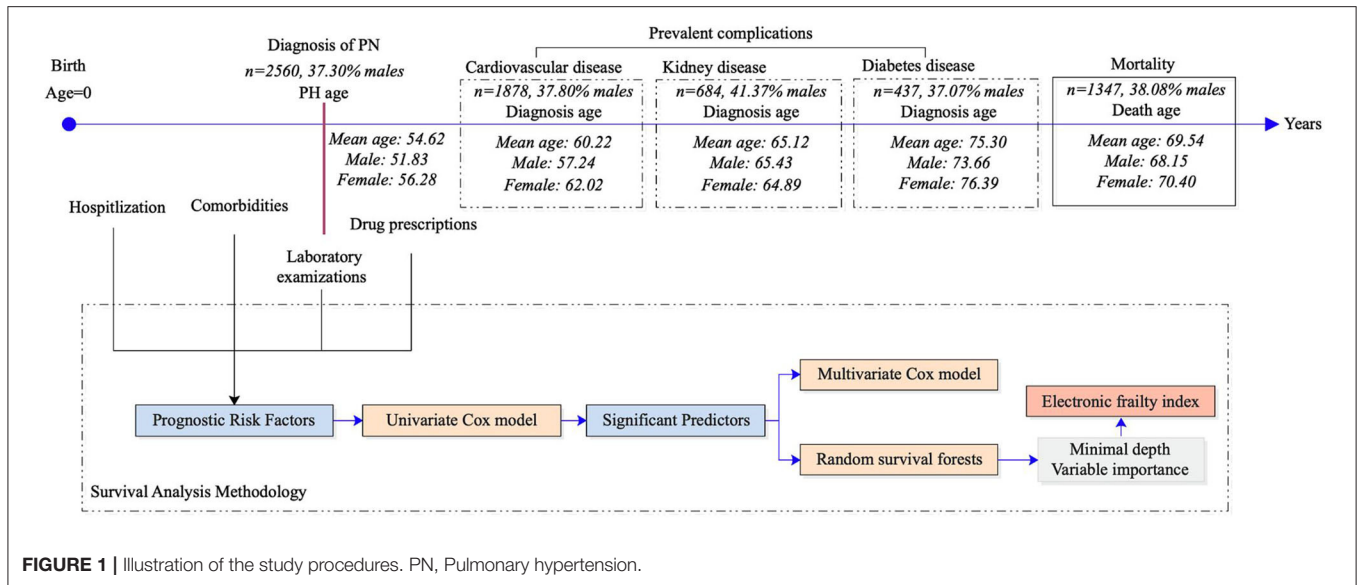 Prevalent complications
Birth
Age=0
Diagnosis of PN
n=2560, 37.30% males
PH age
Mean age: 54.62
Male: 51.83
Female: 56.28
Cardiovascular disease
n=1878, 37.80% males
Diagnosis age
Mean age: 60.22
Male: 57.24
Female: 62.02
Kidney disease
n=684, 41.37% males
Diagnosis age
Mean age: 65.12
Male: 65.43
Female: 64.89
Diabetes disease
n=437, 37.07% males
Diagnosis age
Mean age: 75.30
Male: 73.66
Female: 76.39
Mortality
n=1347, 38.08% males
Death age
Mean age: 69.54
Male: 68.15
Female: 70.40
Years
Hospitlization
Comorbidities
Laboratory
examizations
Drug prescriptions
Prognostic Risk Factors
Univariate Cox model
Significant Predictors
Multivariate Cox model
Random survival forests
Electronic frailty index
Minimal depth
Variable importance
Survival Analysis Methodology
FIGURE 1 | Illustration of the study procedures. PN, Pulmonary hypertension.